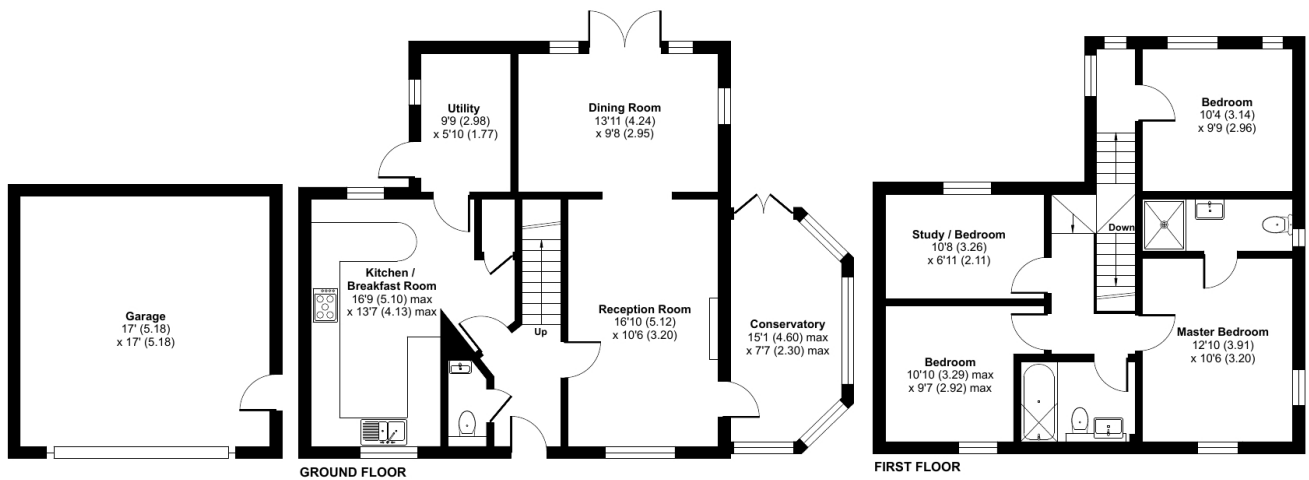 Garage
17' (5.18)
x 17' (5.18)
Utility
9'9 (2.98)
x 5'10 (1.77)
Dining Room
13'11 (4.24)
x 9'8 (2.95)
Kitchen /
Breakfast Room
16'9 (5.10) max
x 13'7 (4.13) max
Up
Reception Room
16'10 (5.12)
x 10'6 (3.20)
Conservatory
15'1 (4.60) max
x 7'7 (2.30) max
GROUND FLOOR
Bedroom
10'4 (3.14)
x 9'9 (2.96)
Study / Bedroom
10'8 (3.26)
x 6'11 (2.11)
Down
Bedroom
10'10 (3.29) max
x 9'7 (2.92) max
Master Bedroom
12'10 (3.91)
x 10'6 (3.20)
FIRST FLOOR